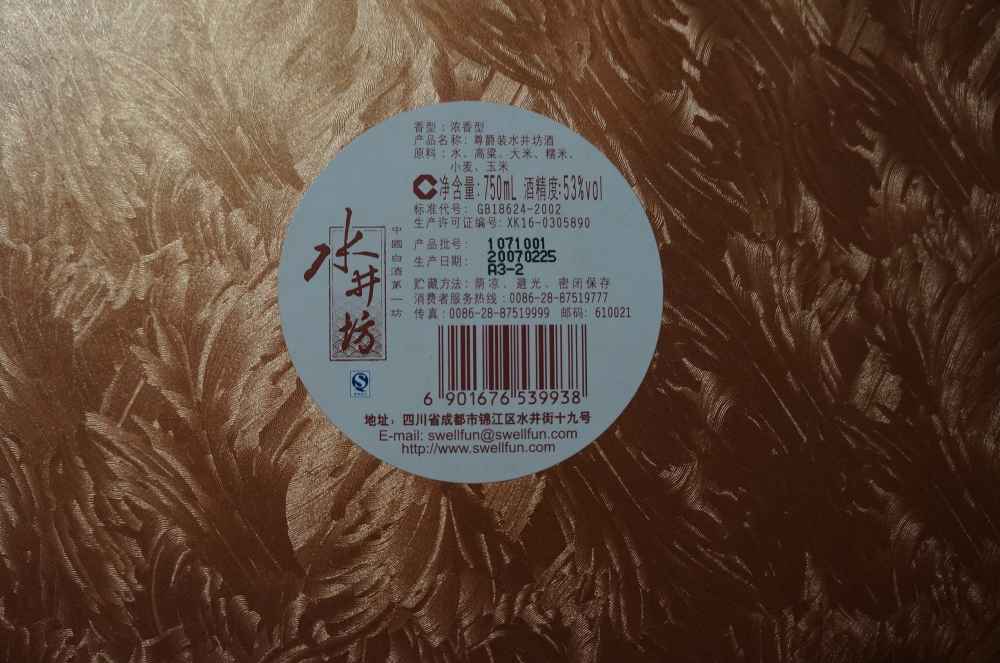 香型：浓香型
产品名称：尊爵装水井坊酒
原料：水、高粱、大米、糯米、
小麦、玉米
净含量:750mL 酒精度:53%vol
标准代号：GB18624-2002
生产许可证编号：XK16-0305890
产品批号：1071001
生产日期：20070225
A3-2
贮藏方法：阴凉、避光、密闭保存
消费者服务热线：0086-28-87519777
传真：0086-28-87519999 邮码：610021
水井坊
中國白酒第一坊
6 901676 539938
地址：四川省成都市锦江区水井街十九号
E-mail: swellfun@swellfun.com
http://www.swellfun.com